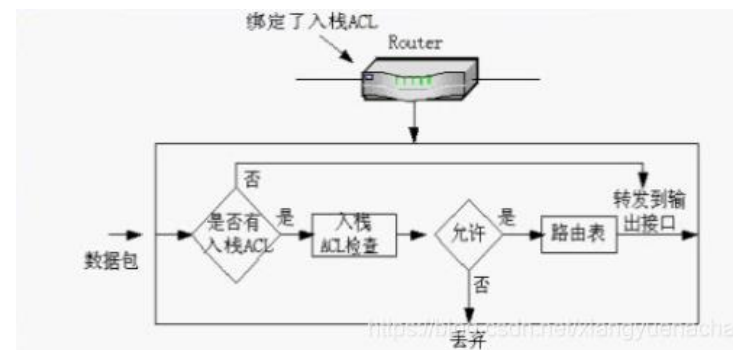 绑定了入栈ACL
Router
否
转发到输
出接口
是否有
入栈ACL
是
入栈
ACL检查
允许
是
路由表
数据包
否
丢弃